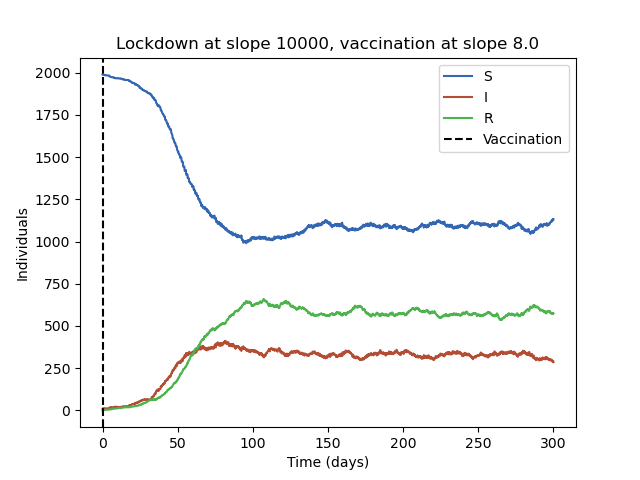 Lockdown at slope 10000, vaccination at slope 8.0
S
I
R
Vaccination
2000
1750
1500
1250
1000
750
500
250
0
Individuals
0 50 100 150 200 250 300
Time (days)